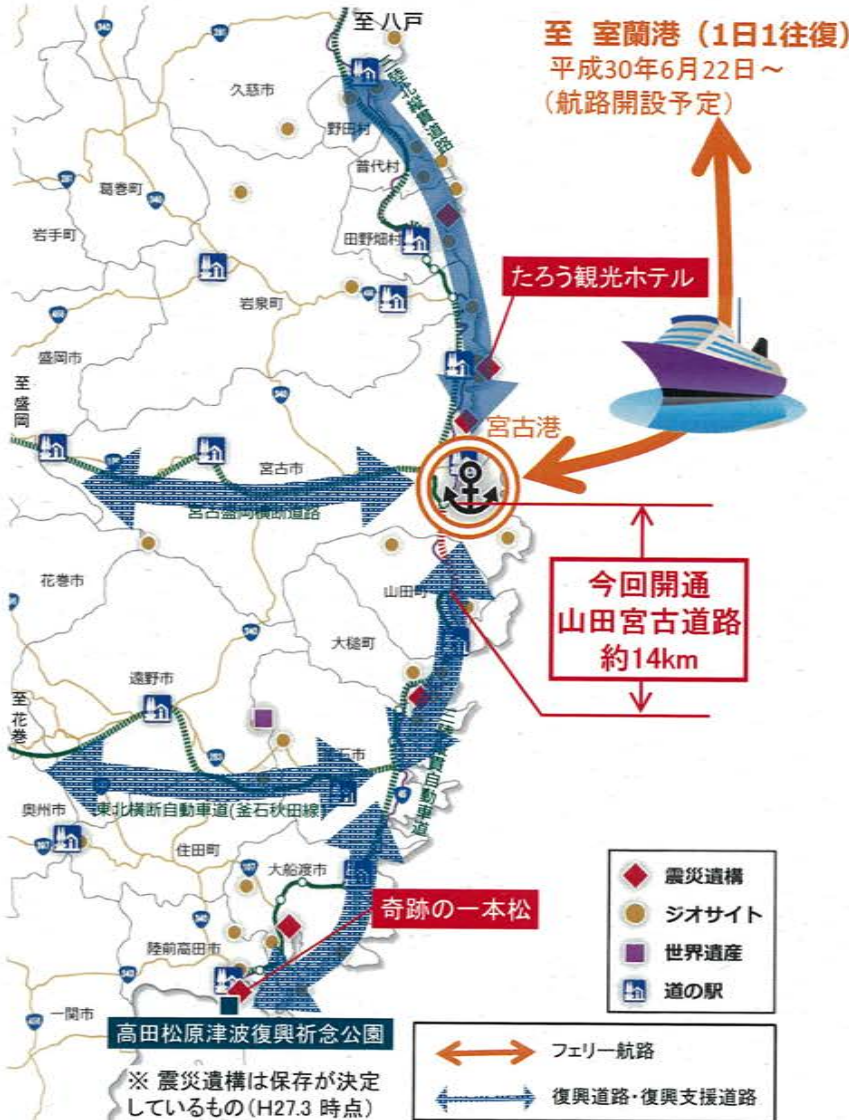 至 八戸
至 室蘭港（1日1往復）
平成30年6月22日～
（航路開設予定）
久慈市
三陸北縦貫道路
野田村
普代村
葛巻町
岩手町
田野畑村
たろう観光ホテル
岩泉町
盛岡市
至 盛岡
宮古港
宮古市
宮古盛岡横断道路
花巻市
山田町
今回開通
山田宮古道路
約14km
大槌町
遠野市
至 花巻
石市
三陸縦貫自動車道
奥州市
東北横断自動車道(釜石秋田線)
住田町
大船渡市
奇跡の一本松
陸前高田市
一関市
高田松原津波復興祈念公園
※ 震災遺構は保存が決定
しているもの（H27.3 時点）
震災遺構
ジオサイト
世界遺産
道の駅
フェリー航路
復興道路・復興支援道路